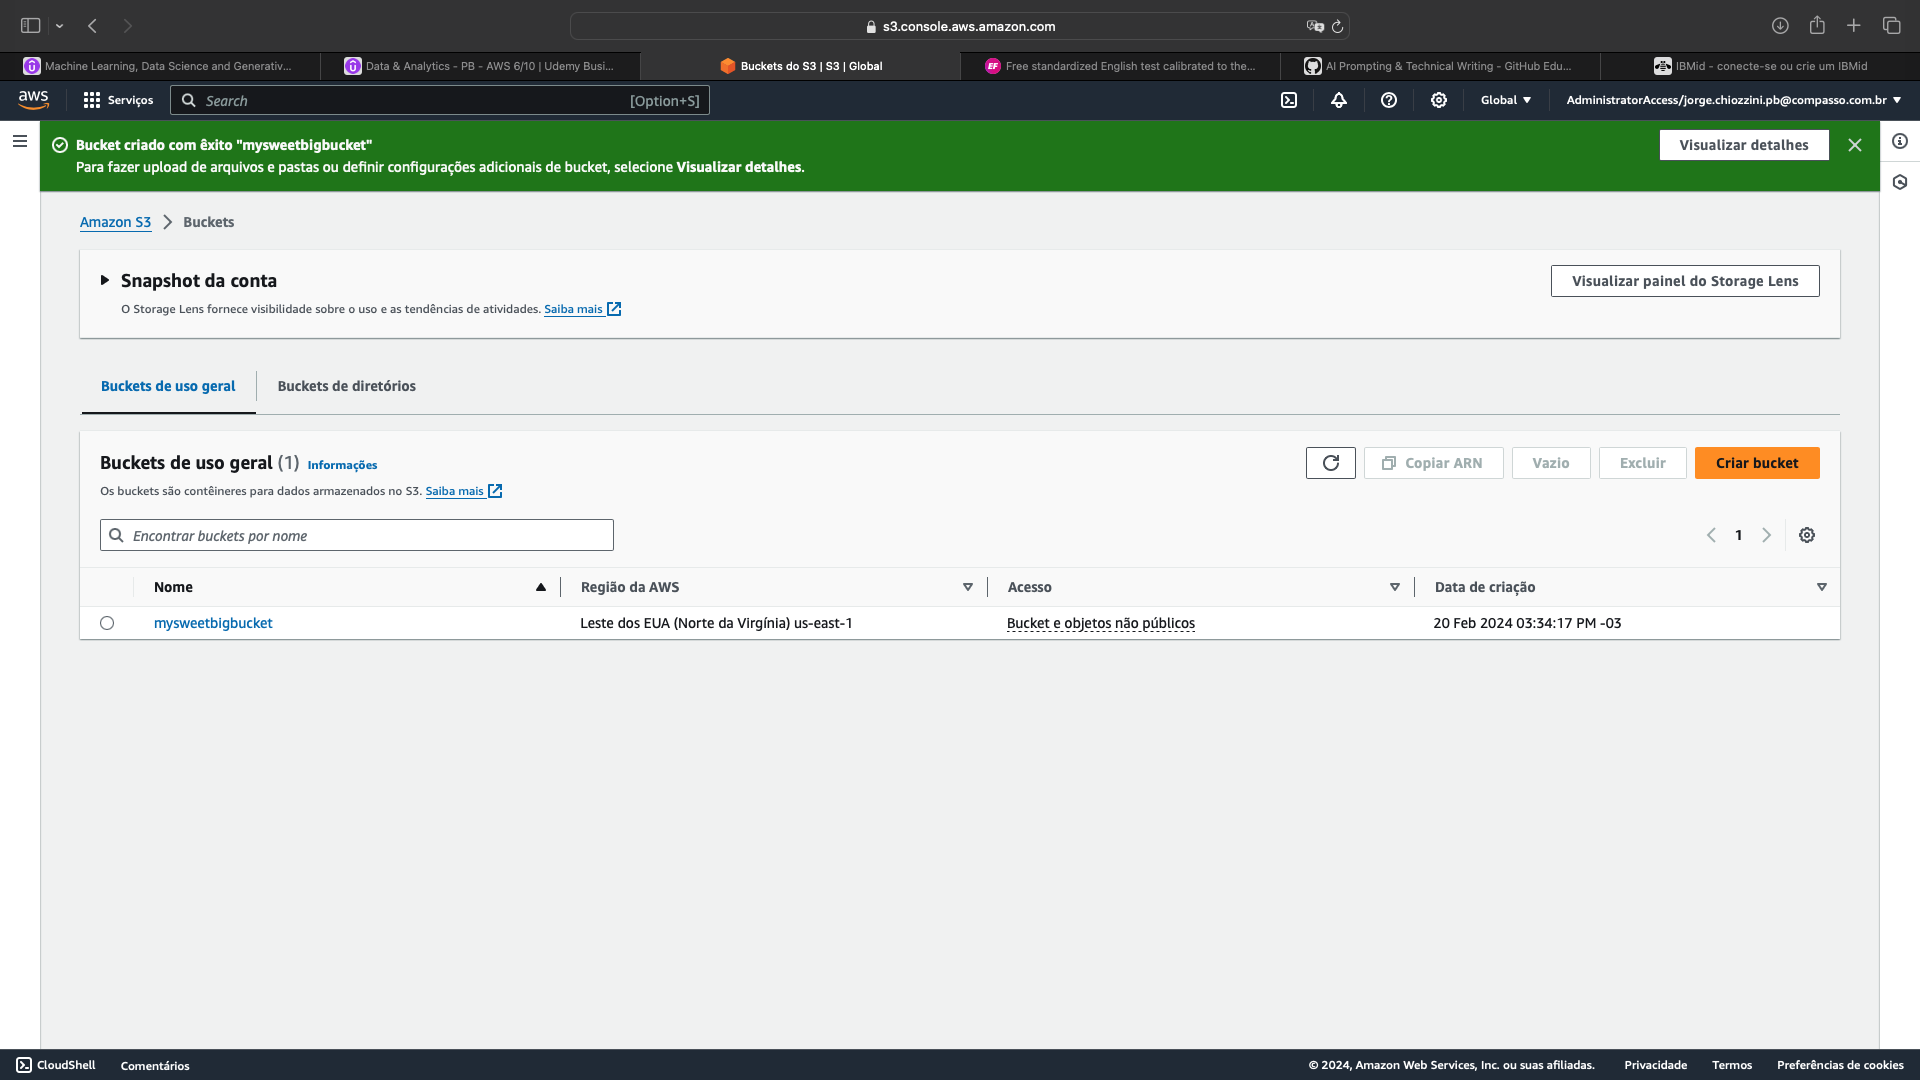 s3.console.aws.amazon.com
Machine Learning, Data Science and Generativ...
Data & Analytics - PB - AWS 6/10 | Udemy Busi...
Buckets do S3 | S3 | Global
EF
Free standardized English test calibrated to the...
AI Prompting & Technical Writing - GitHub Edu...
IBMid - conecte-se ou crie um IBMid
aws
Serviços
Search
[Option+S]
Global
AdministratorAccess/jorge.chiozzini.pb@compasso.com.br
Bucket criado com êxito "mysweetbigbucket"
Para fazer upload de arquivos e pastas ou definir configurações adicionais de bucket, selecione Visualizar detalhes.
Visualizar detalhes
Amazon S3
Buckets
Snapshot da conta
O Storage Lens fornece visibilidade sobre o uso e as tendências de atividades. Saiba mais
Visualizar painel do Storage Lens
Buckets de uso geral
Buckets de diretórios
Buckets de uso geral (1) Informações
Os buckets são contêineres para dados armazenados no S3. Saiba mais
Copiar ARN
Vazio
Excluir
Criar bucket
Encontrar buckets por nome
1
Nome
Região da AWS
Acesso
Data de criação
mysweetbigbucket
Leste dos EUA (Norte da Virgínia) us-east-1
Bucket e objetos não públicos
20 Feb 2024 03:34:17 PM -03
CloudShell
Comentários
© 2024, Amazon Web Services, Inc. ou suas afiliadas.
Privacidade
Termos
Preferências de cookies